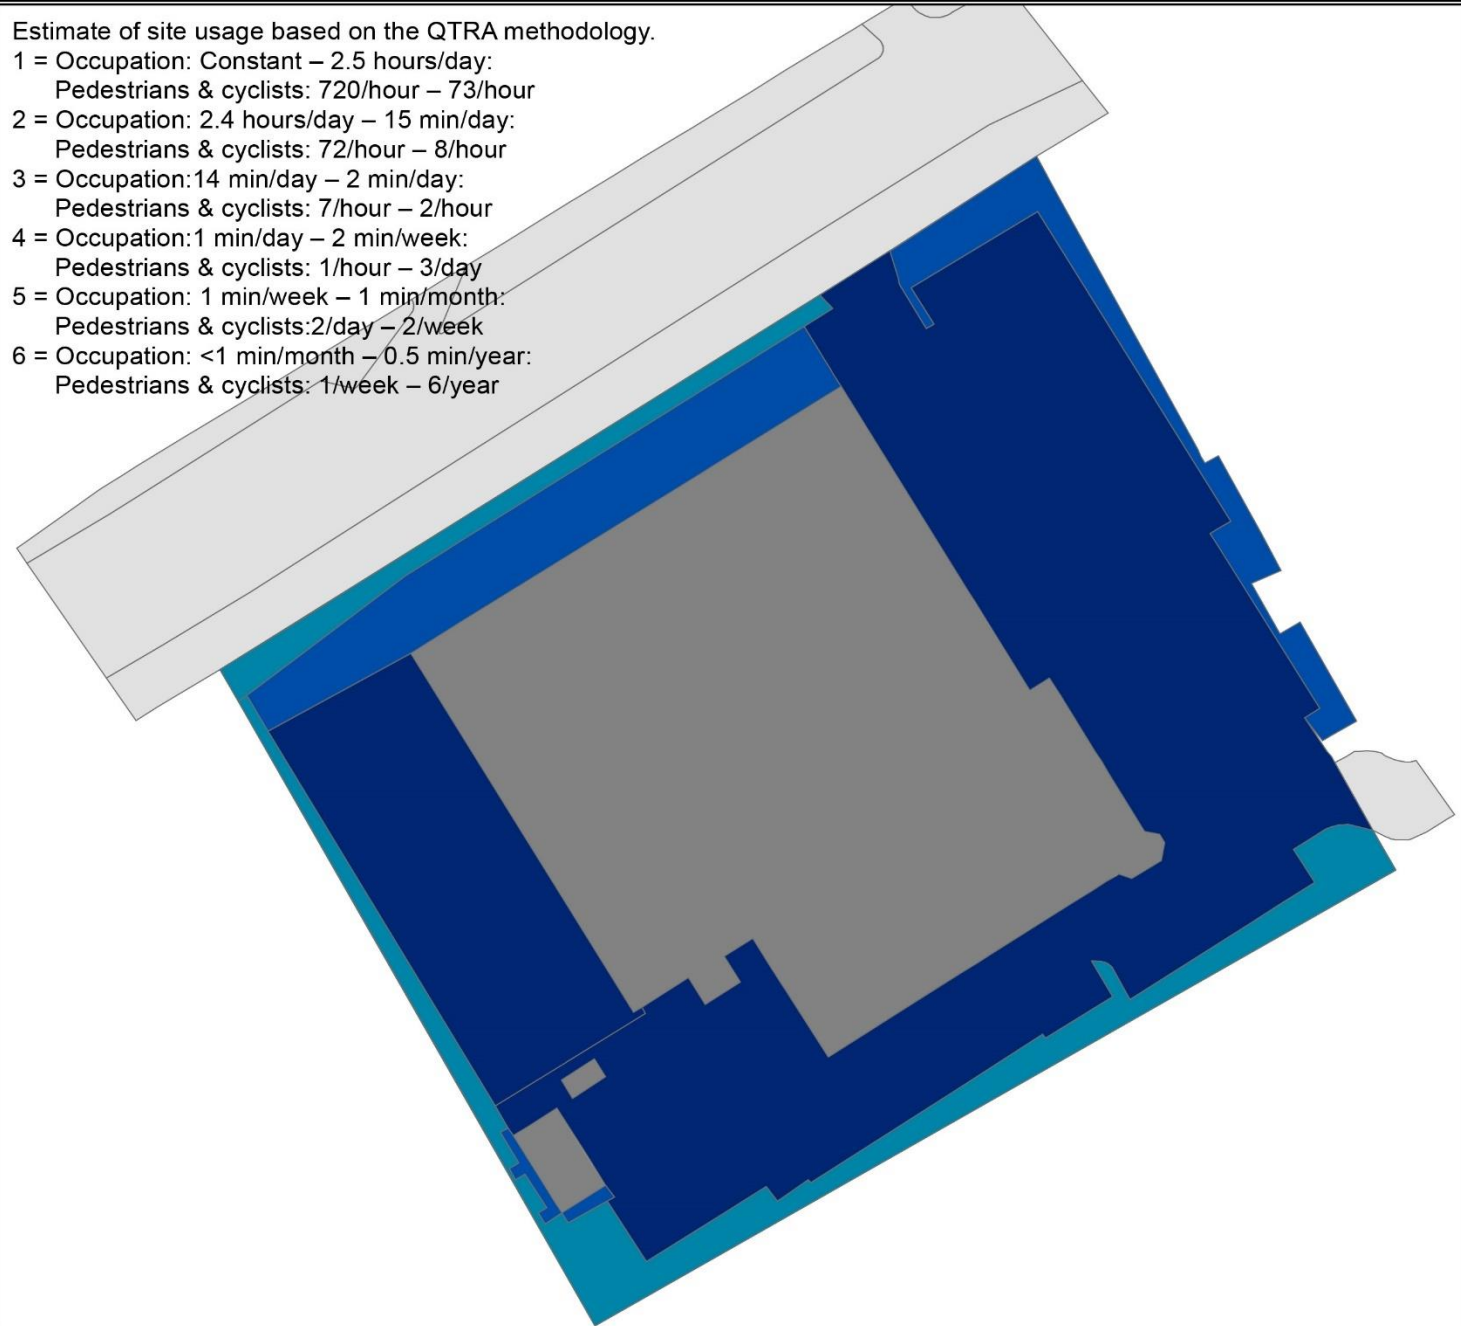 Estimate of site usage based on the QTRA methodology.
1 = Occupation: Constant – 2.5 hours/day:
Pedestrians & cyclists: 720/hour – 73/hour
2 = Occupation: 2.4 hours/day – 15 min/day:
Pedestrians & cyclists: 72/hour – 8/hour
3 = Occupation:14 min/day – 2 min/day:
Pedestrians & cyclists: 7/hour – 2/hour
4 = Occupation:1 min/day – 2 min/week:
Pedestrians & cyclists: 1/hour – 3/day
5 = Occupation: 1 min/week – 1 min/month:
Pedestrians & cyclists:2/day – 2/week
6 = Occupation: <1 min/month – 0.5 min/year:
Pedestrians & cyclists: 1/week – 6/year